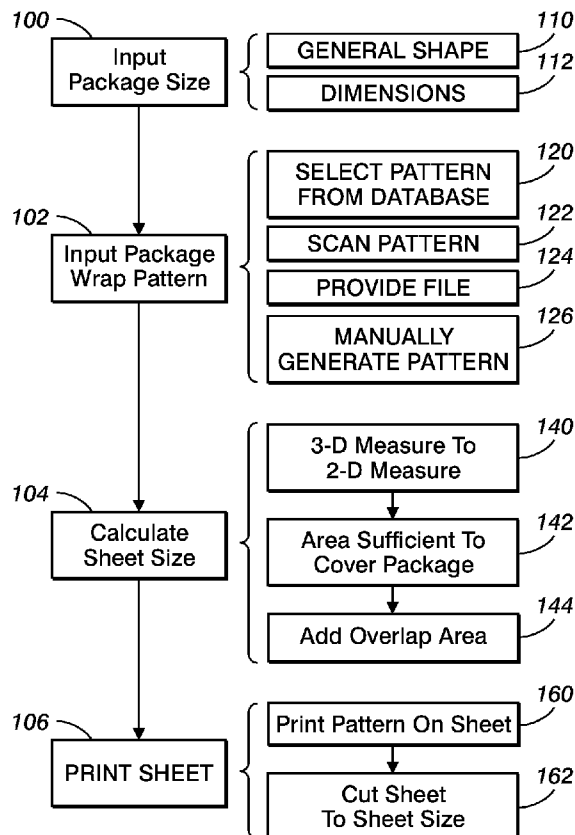 100
Input
Package Size
GENERAL SHAPE
110
DIMENSIONS
112
102
Input Package
Wrap Pattern
SELECT PATTERN
FROM DATABASE
120
SCAN PATTERN
122
PROVIDE FILE
124
MANUALLY
GENERATE PATTERN
126
104
Calculate
Sheet Size
3-D Measure To
2-D Measure
140
Area Sufficient To
Cover Package
142
Add Overlap Area
144
106
PRINT SHEET
Print Pattern On Sheet
160
Cut Sheet
To Sheet Size
162